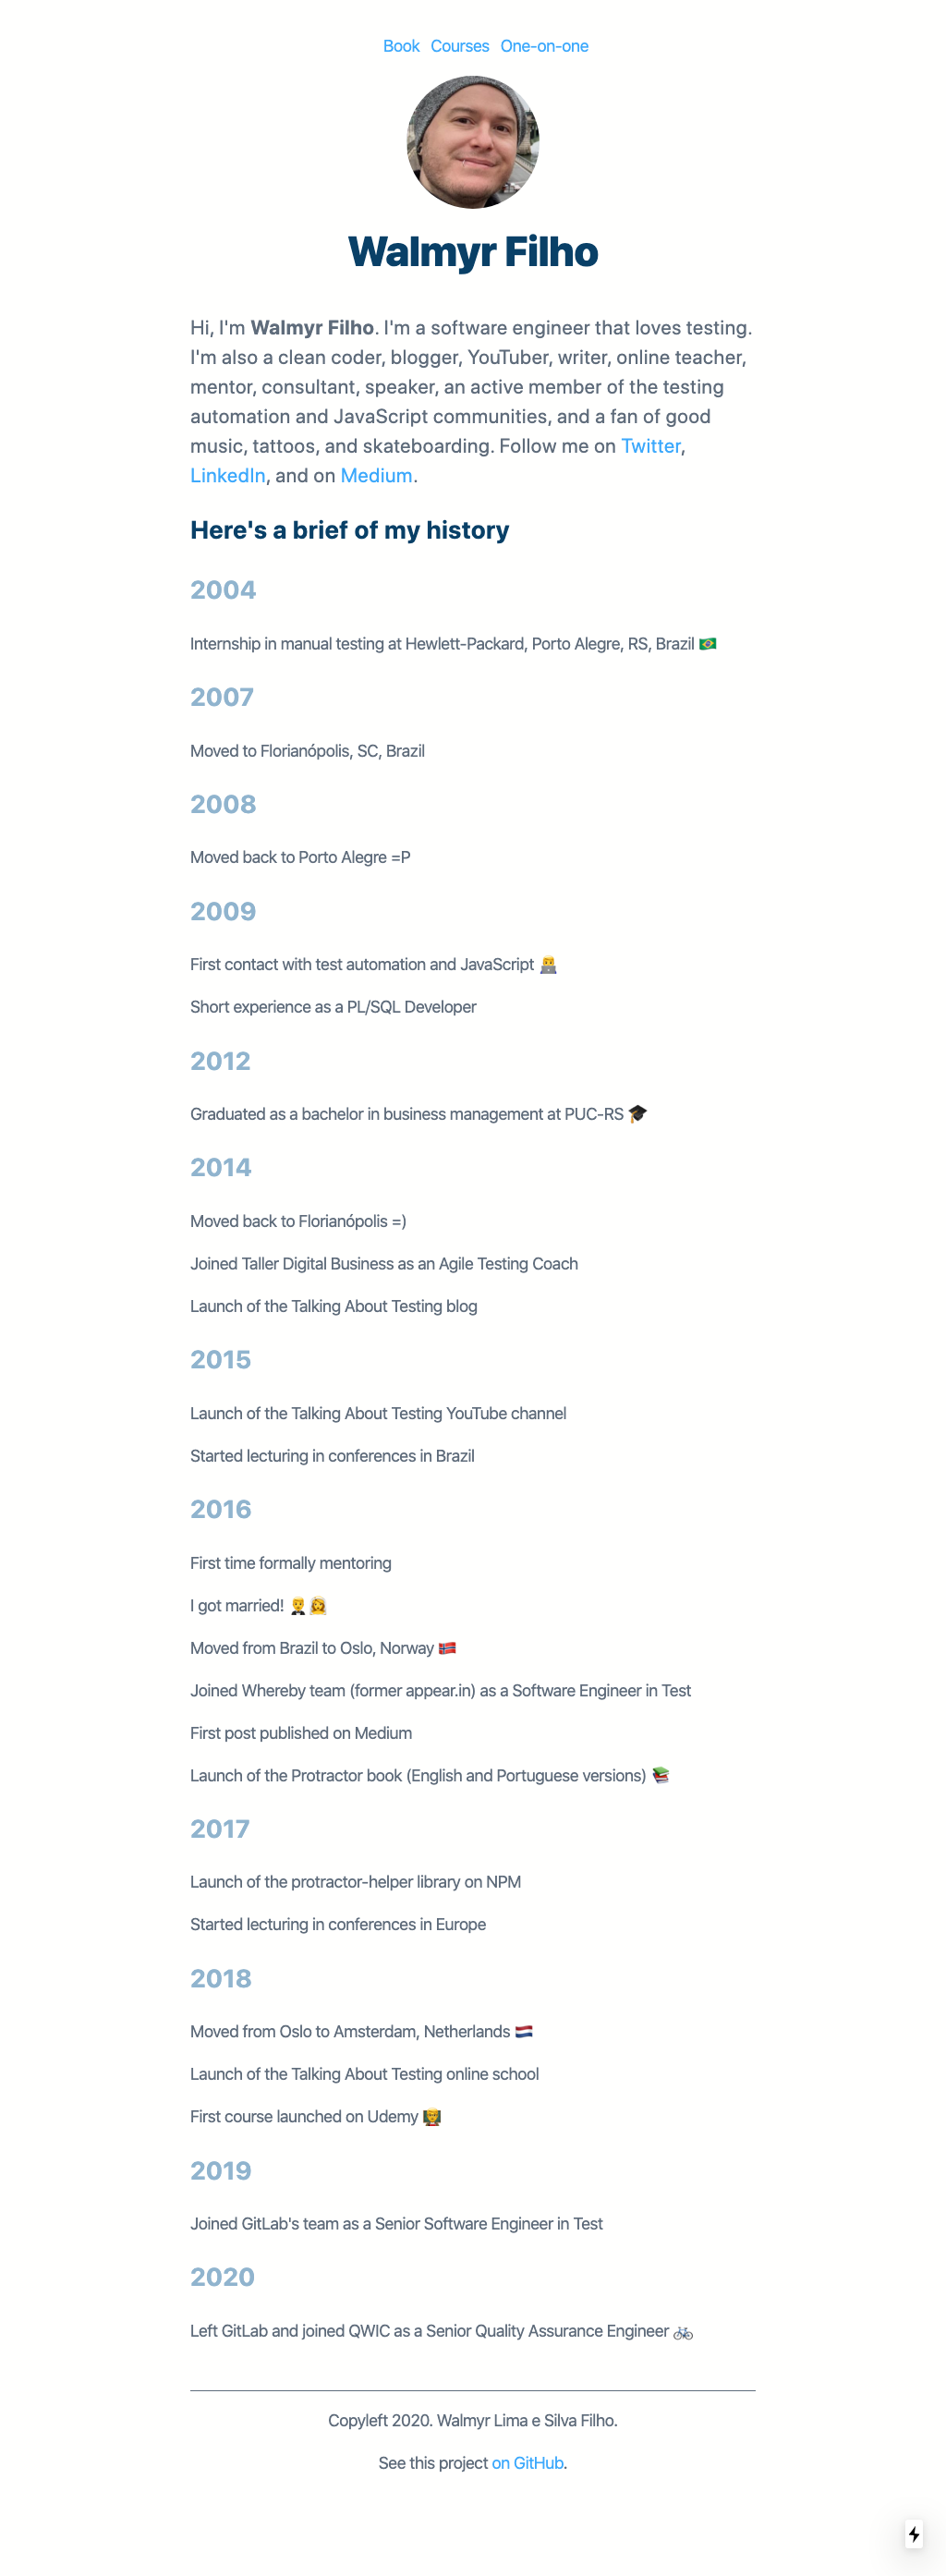 Book Courses One-on-one
Walmyr Filho
Hi, I'm Walmyr Filho. I'm a software engineer that loves testing.
I'm also a clean coder, blogger, YouTuber, writer, online teacher,
mentor, consultant, speaker, an active member of the testing
automation and JavaScript communities, and a fan of good
music, tattoos, and skateboarding. Follow me on Twitter,
LinkedIn, and on Medium.
Here's a brief of my history
2004
Internship in manual testing at Hewlett-Packard, Porto Alegre, RS, Brazil 🇧🇷
2007
Moved to Florianópolis, SC, Brazil
2008
Moved back to Porto Alegre =P
2009
First contact with test automation and JavaScript 👨‍💻
Short experience as a PL/SQL Developer
2012
Graduated as a bachelor in business management at PUC-RS 🎓
2014
Moved back to Florianópolis =)
Joined Taller Digital Business as an Agile Testing Coach
Launch of the Talking About Testing blog
2015
Launch of the Talking About Testing YouTube channel
Started lecturing in conferences in Brazil
2016
First time formally mentoring
I got married! 🤵👰
Moved from Brazil to Oslo, Norway 🇳🇴
Joined Whereby team (former appear.in) as a Software Engineer in Test
First post published on Medium
Launch of the Protractor book (English and Portuguese versions) 📚
2017
Launch of the protractor-helper library on NPM
Started lecturing in conferences in Europe
2018
Moved from Oslo to Amsterdam, Netherlands 🇳🇱
Launch of the Talking About Testing online school
First course launched on Udemy 👨‍🏫
2019
Joined GitLab's team as a Senior Software Engineer in Test
2020
Left GitLab and joined QWIC as a Senior Quality Assurance Engineer 🚲
Copyleft 2020. Walmyr Lima e Silva Filho.
See this project on GitHub.